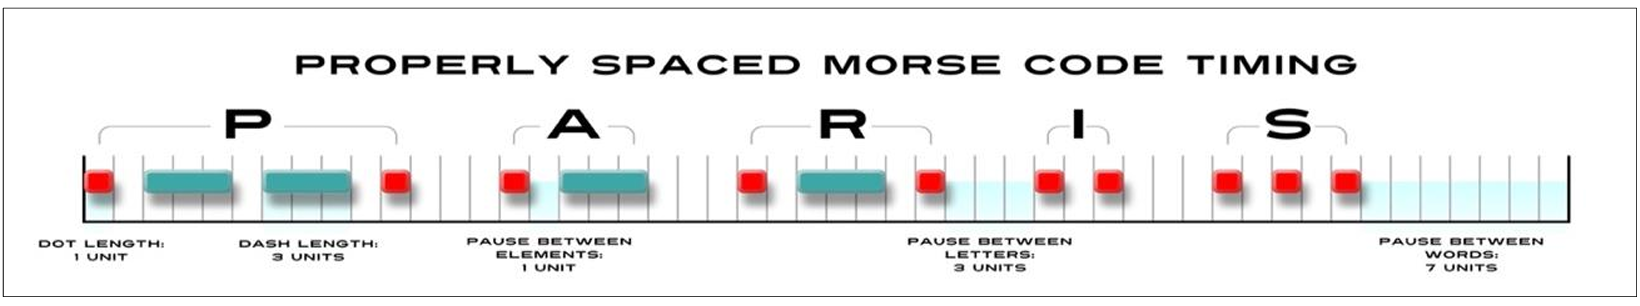 PROPERLY SPACED MORSE CODE TIMING
P A R I S
DOT LENGTH:
1 UNIT
DASH LENGTH:
3 UNITS
PAUSE BETWEEN
ELEMENTS:
1 UNIT
PAUSE BETWEEN
LETTERS:
3 UNITS
PAUSE BETWEEN
WORDS:
7 UNITS